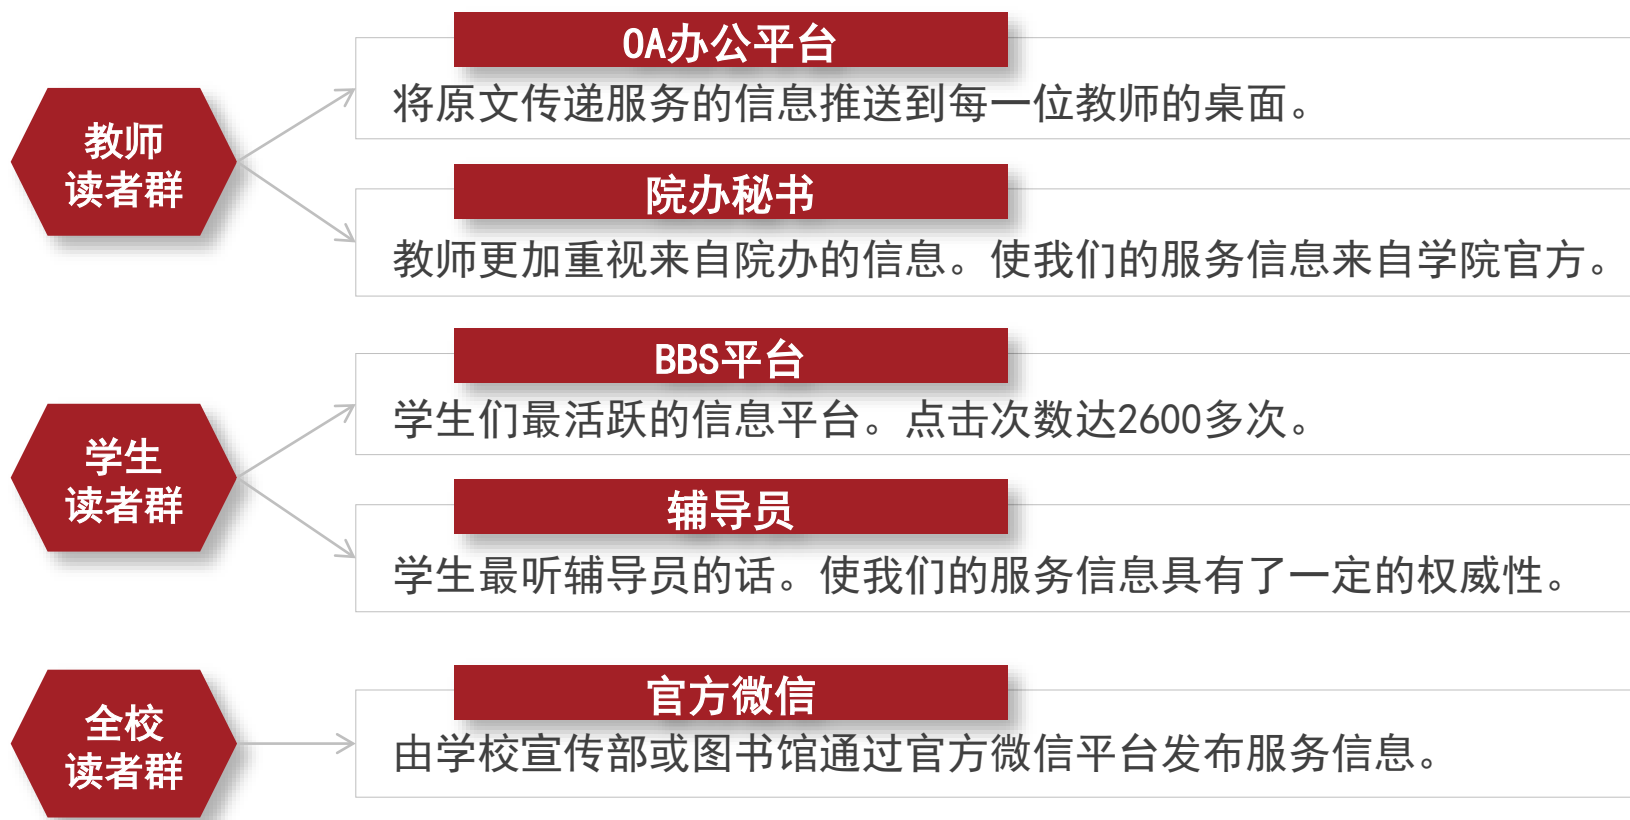 教师
读者群
OA办公平台
将原文传递服务的信息推送到每一位教师的桌面。
院办秘书
教师更加重视来自院办的信息。使我们的服务信息来自学院官方。
学生
读者群
BBS平台
学生们最活跃的信息平台。点击次数达2600多次。
辅导员
学生最听辅导员的话。使我们的服务信息具有了一定的权威性。
全校
读者群
官方微信
由学校宣传部或图书馆通过官方微信平台发布服务信息。